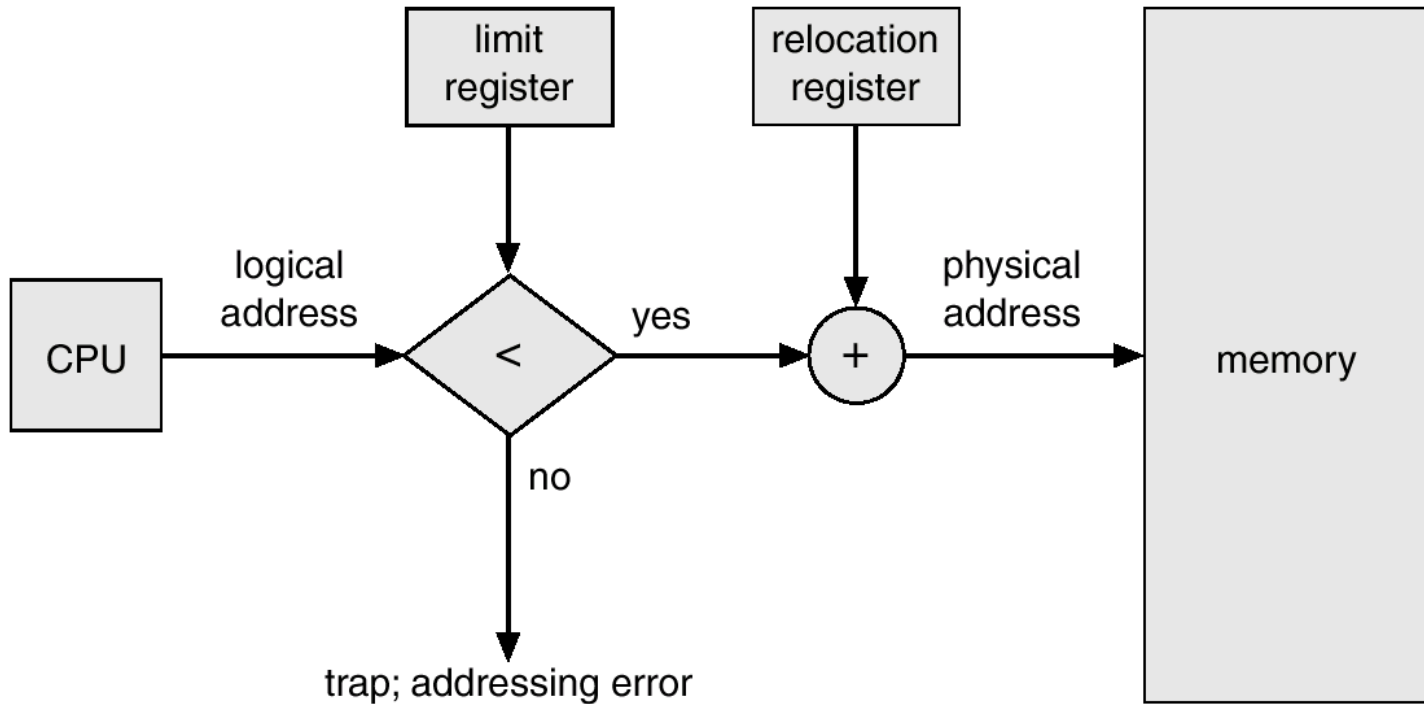 limit
register
relocation
register
logical
address
physical
address
CPU
<
yes
+
memory
no
trap; addressing error